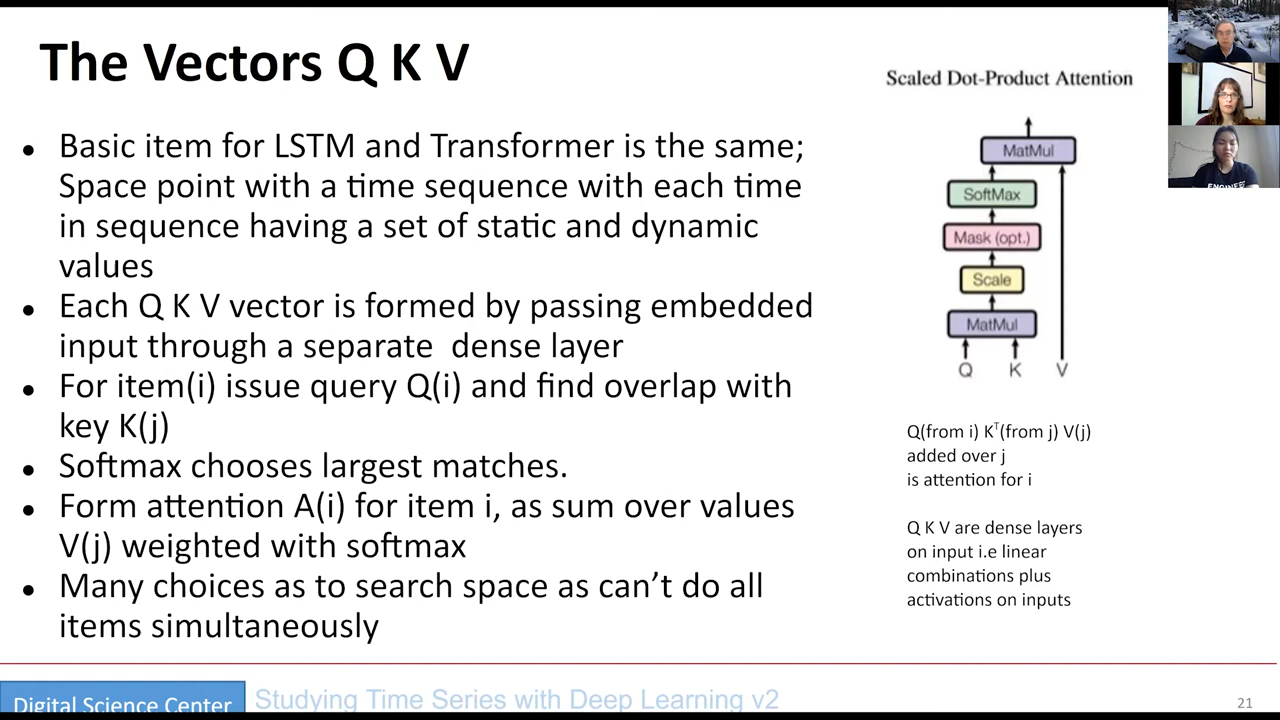 The Vectors Q K V
Basic item for LSTM and Transformer is the same;
Space point with a time sequence with each time
in sequence having a set of static and dynamic
values
Each Q K V vector is formed by passing embedded
input through a separate dense layer
For item(i) issue query Q(i) and find overlap with
key K(j)
Softmax chooses largest matches.
Form attention A(i) for item i, as sum over values
V(j) weighted with softmax
Many choices as to search space as can't do all
items simultaneously
Scaled Dot-Product Attention
MatMul
SoftMax
Mask (opt.)
Scale
MatMul
Q K V
Q(from i) Kᵀ(from j) V(j)
added over j
is attention for i
Q K V are dense layers
on input i.e linear
combinations plus
activations on inputs
Digital Science Center
Studying Time Series with Deep Learning v2
21